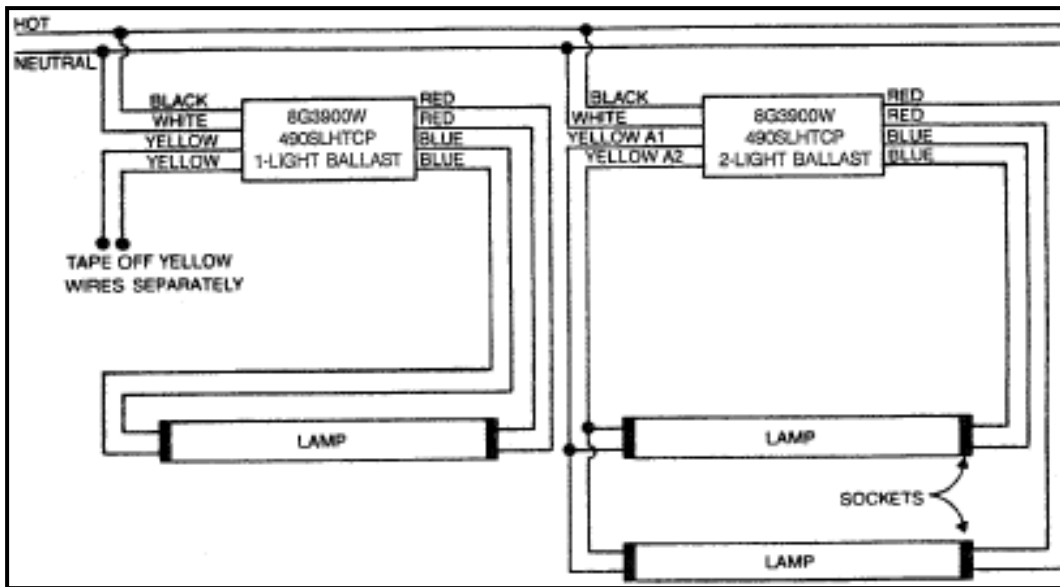 HOT
NEUTRAL
BLACK
WHITE
YELLOW
YELLOW
8G3900W
490SLHTCP
1-LIGHT BALLAST
RED
RED
BLUE
BLUE
TAPE OFF YELLOW
WIRES SEPARATELY
LAMP
BLACK
WHITE
YELLOW A1
YELLOW A2
8G3900W
490SLHTCP
2-LIGHT BALLAST
RED
RED
BLUE
BLUE
LAMP
SOCKETS
LAMP